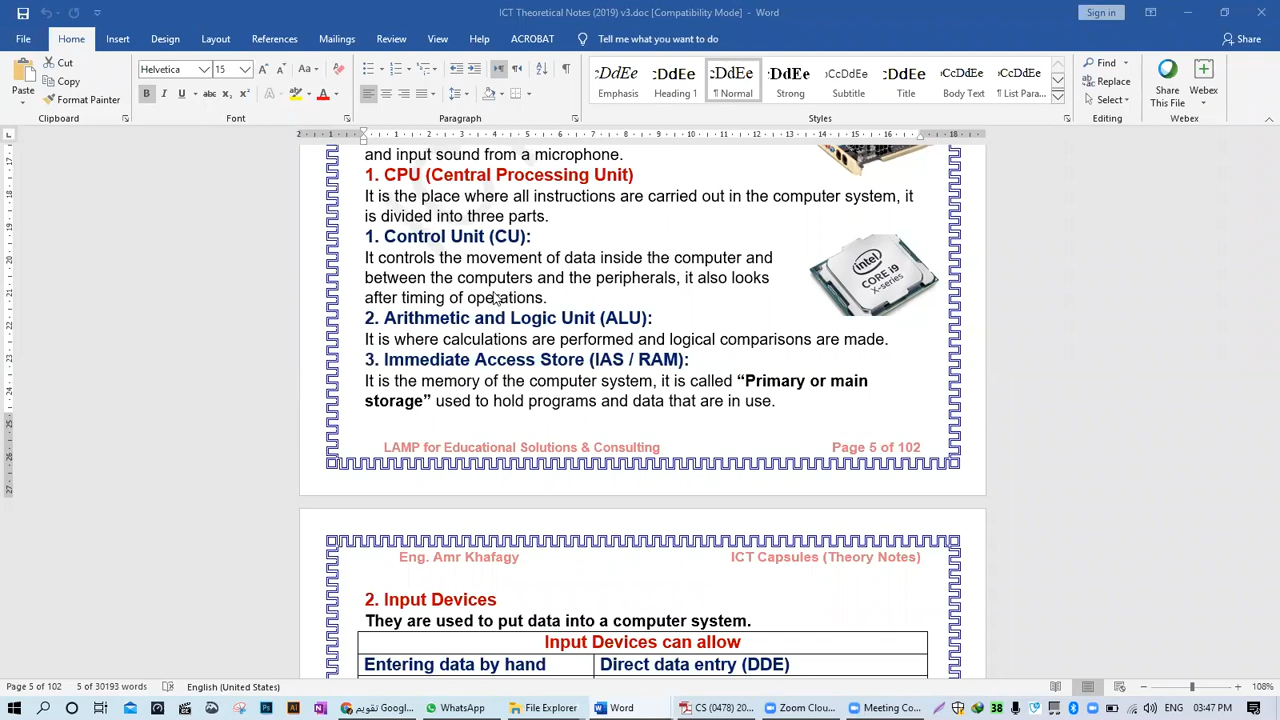 ICT Theoretical Notes (2019) v3.doc [Compatibility Mode] - Word
Sign in
File Home Insert Design Layout References Mailings Review View Help ACROBAT Tell me what you want to do Share
Paste Cut Copy Format Painter
Helvetica 15
Clipboard Font Paragraph Styles Editing Webex
AaBbCcDdEe
Emphasis Heading 1 ¶ Normal Strong Subtitle Title Body Text ¶ List Para...
Find Replace Select
Share This File Webex
and input sound from a microphone.
1. CPU (Central Processing Unit)
It is the place where all instructions are carried out in the computer system, it
is divided into three parts.
1. Control Unit (CU):
It controls the movement of data inside the computer and
between the computers and the peripherals, it also looks
after timing of operations.
intel
CORE i9
X-series
2. Arithmetic and Logic Unit (ALU):
It is where calculations are performed and logical comparisons are made.
3. Immediate Access Store (IAS / RAM):
It is the memory of the computer system, it is called “Primary or main
storage” used to hold programs and data that are in use.
LAMP for Educational Solutions & Consulting Page 5 of 102
Eng. Amr Khafagy ICT Capsules (Theory Notes)
2. Input Devices
They are used to put data into a computer system.
Input Devices can allow
Entering data by hand Direct data entry (DDE)
Page 5 of 102 5 of 30193 words English (United States) 108%
تقويم Googl... WhatsApp File Explorer Word CS (0478) 20... Zoom Clou... Meeting Co... 38 ENG 03:47 PM